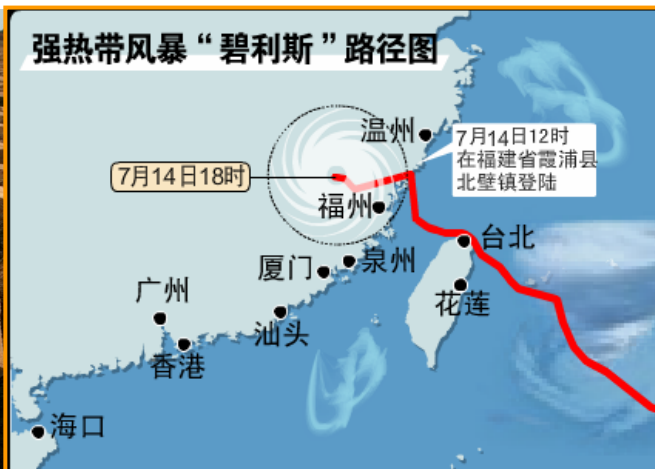 强热带风暴“碧利斯”路径图
温州
7月14日12时
在福建省霞浦县
北壁镇登陆
7月14日18时
福州
台北
厦门
泉州
广州
花莲
汕头
香港
海口